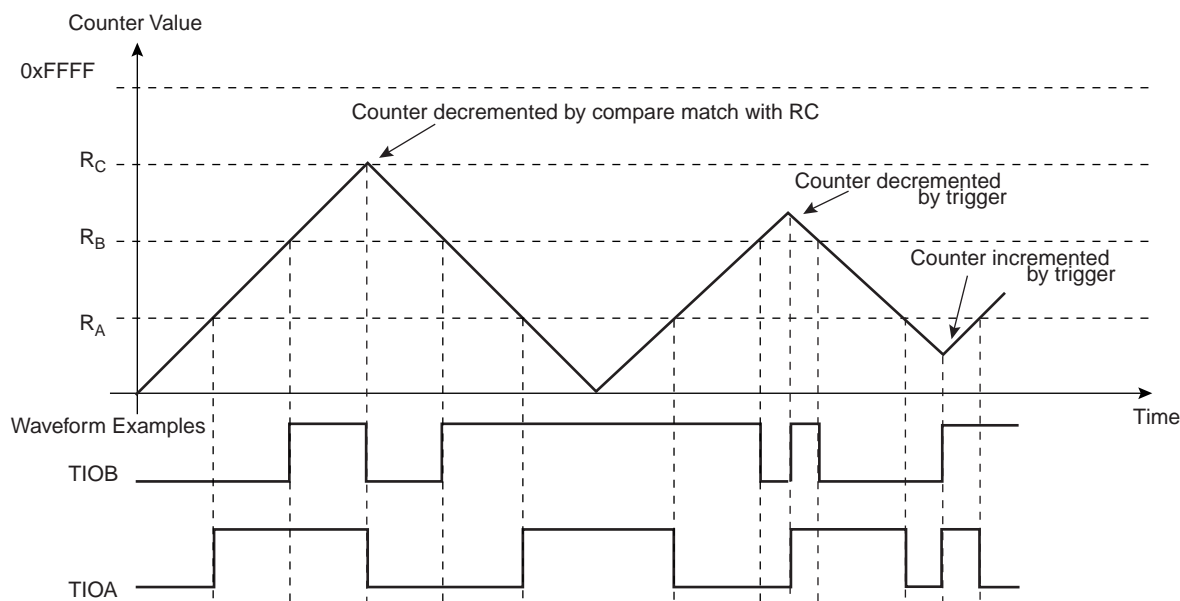 Counter Value
0xFFFF
Counter decremented by compare match with RC
RC
Counter decremented
by trigger
RB
Counter incremented
by trigger
RA
Time
Waveform Examples
TIOB
TIOA